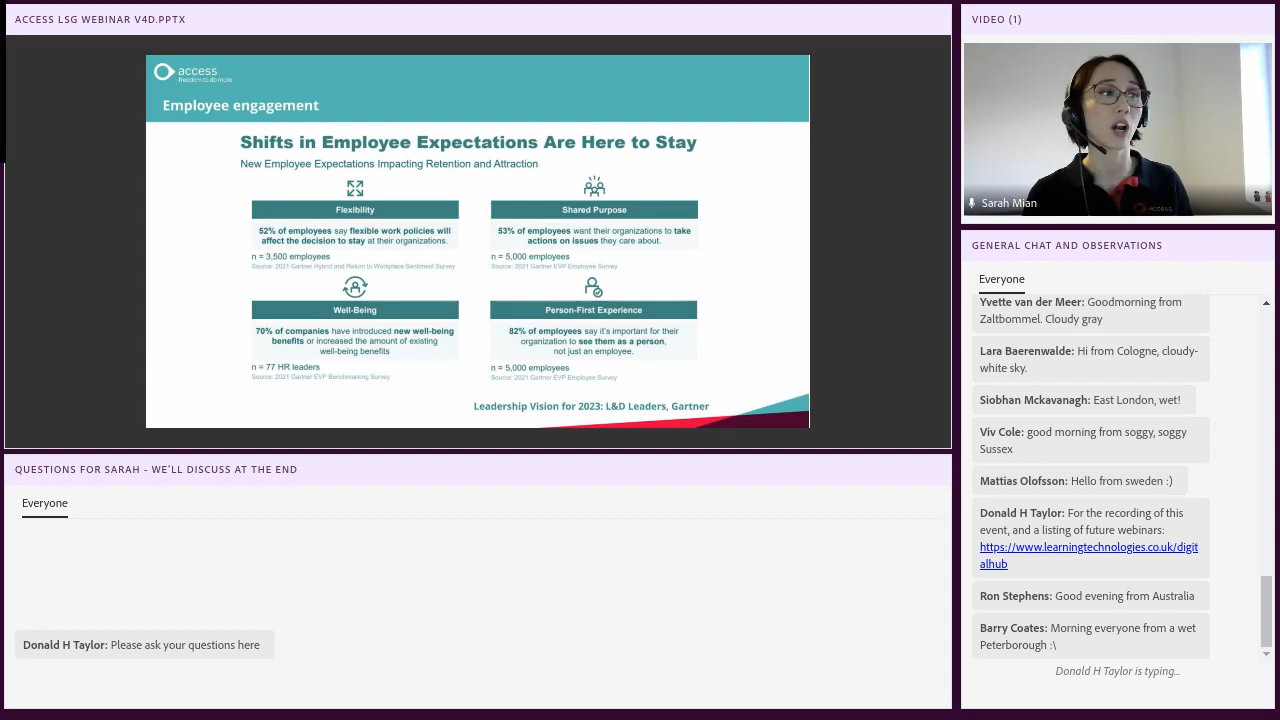 ACCESS LSG WEBINAR V4D.PPTX
access
freedom to do more
Employee engagement
Shifts in Employee Expectations Are Here to Stay
New Employee Expectations Impacting Retention and Attraction
Flexibility
52% of employees say flexible work policies will
affect the decision to stay at their organizations.
n = 3,500 employees
Source: 2021 Gartner Hybrid and Return to Workplace Sentiment Survey
Shared Purpose
53% of employees want their organizations to take
actions on issues they care about.
n = 5,000 employees
Source: 2021 Gartner EVP Employee Survey
Well-Being
70% of companies have introduced new well-being
benefits or increased the amount of existing
well-being benefits
n = 77 HR leaders
Source: 2021 Gartner EVP Benchmarking Survey
Person-First Experience
82% of employees say it's important for their
organization to see them as a person,
not just an employee.
n = 5,000 employees
Source: 2021 Gartner EVP Employee Survey
Leadership Vision for 2023: L&D Leaders, Gartner
VIDEO (1)
Sarah Mian
access
GENERAL CHAT AND OBSERVATIONS
Everyone
Yvette van der Meer: Goodmorning from
Zaltbommel. Cloudy gray
Lara Baerenwalde: Hi from Cologne, cloudy-
white sky.
Siobhan Mckavanagh: East London, wet!
Viv Cole: good morning from soggy, soggy
Sussex
Mattias Olofsson: Hello from sweden :)
Donald H Taylor: For the recording of this
event, and a listing of future webinars:
https://www.learningtechnologies.co.uk/digit
alhub
Ron Stephens: Good evening from Australia
Barry Coates: Morning everyone from a wet
Peterborough :\
Donald H Taylor is typing...
QUESTIONS FOR SARAH - WE'LL DISCUSS AT THE END
Everyone
Donald H Taylor: Please ask your questions here